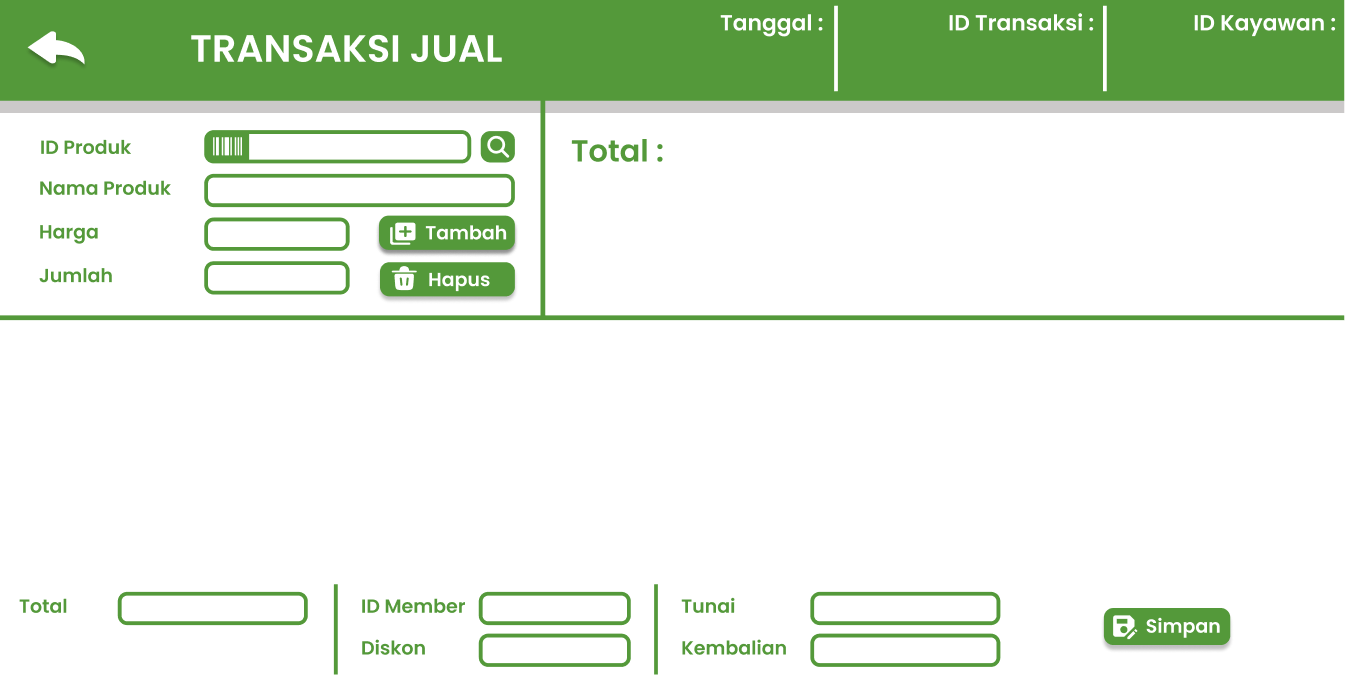 TRANSAKSI JUAL
Tanggal :
ID Transaksi :
ID Kayawan :
ID Produk
Nama Produk
Harga
Tambah
Jumlah
Hapus
Total :
Total
ID Member
Diskon
Tunai
Kembalian
Simpan